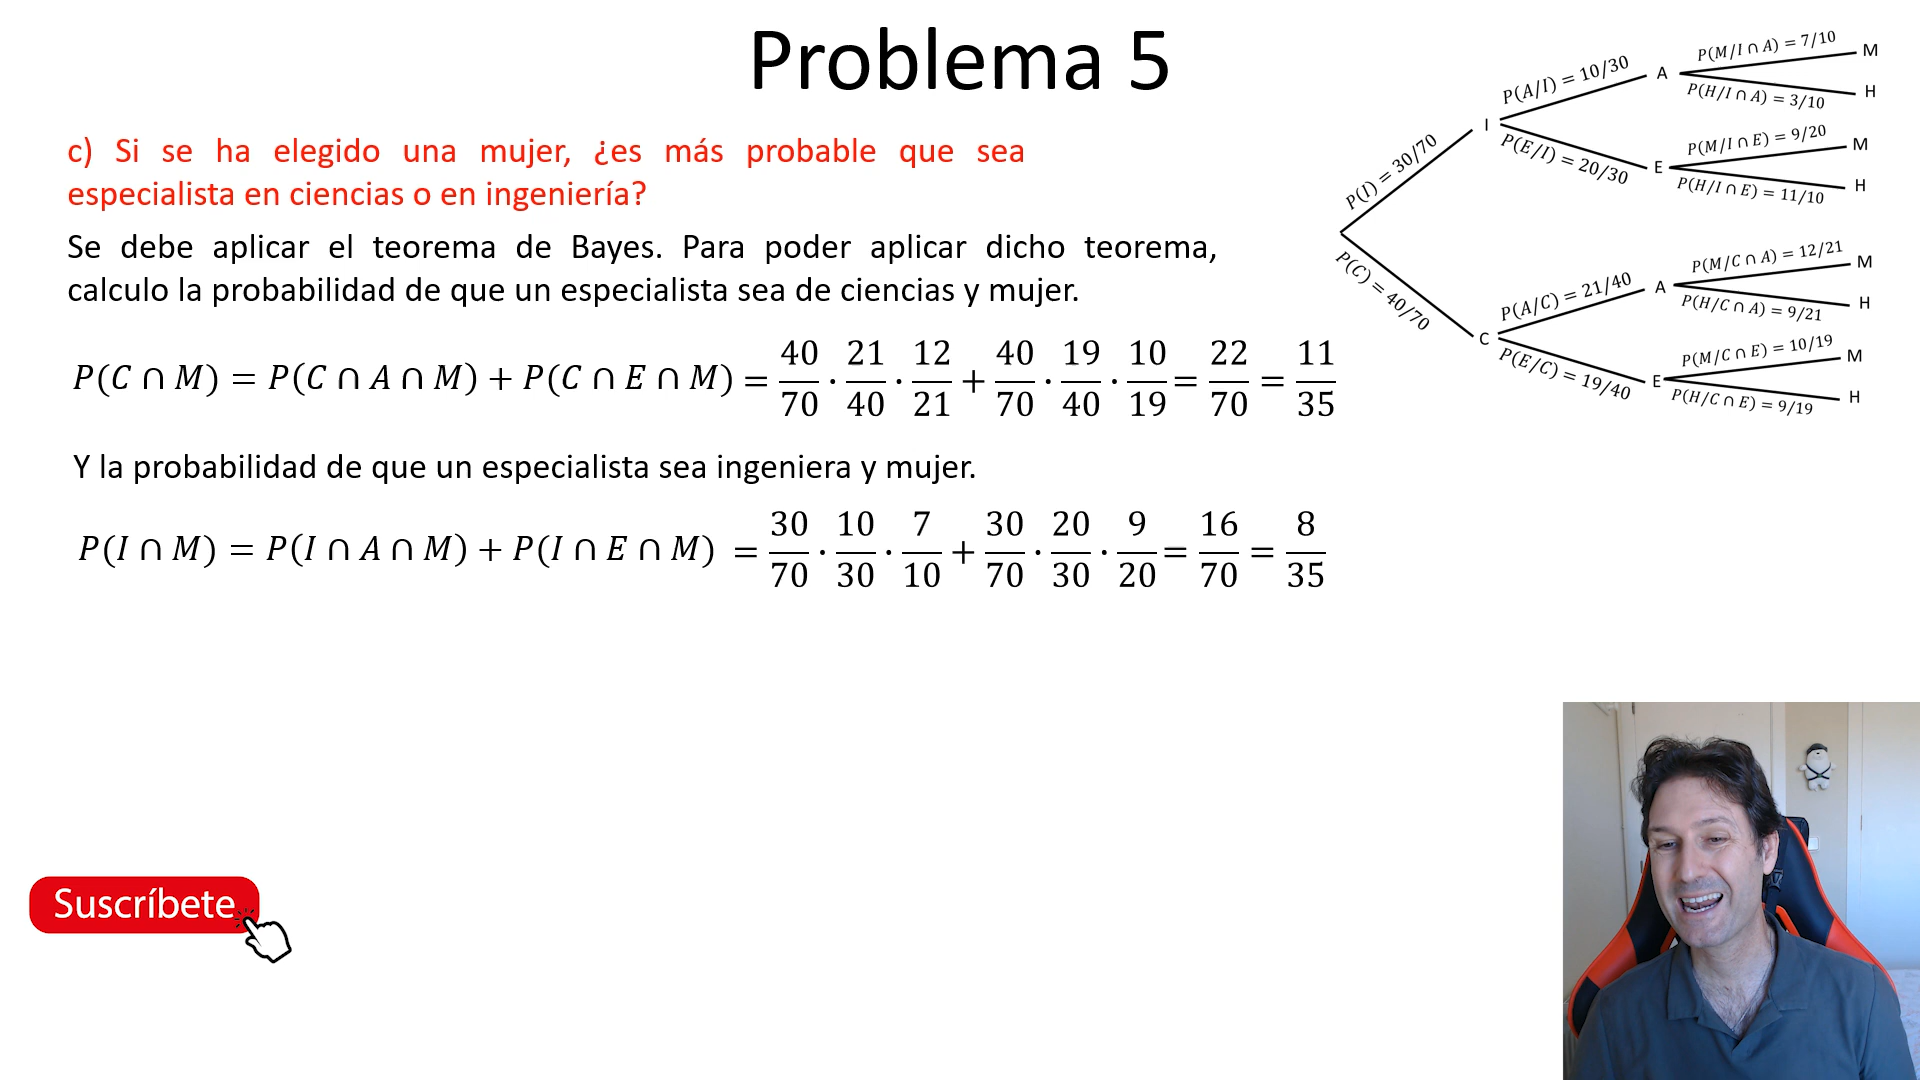 Problema 5
c) Si se ha elegido una mujer, ¿es más probable que sea
especialista en ciencias o en ingeniería?
Se debe aplicar el teorema de Bayes. Para poder aplicar dicho teorema,
calculo la probabilidad de que un especialista sea de ciencias y mujer.
P(C ∩ M) = P(C ∩ A ∩ M) + P(C ∩ E ∩ M) = 40/70 · 21/40 · 12/21 + 40/70 · 19/40 · 10/19 = 22/70 = 11/35
Y la probabilidad de que un especialista sea ingeniera y mujer.
P(I ∩ M) = P(I ∩ A ∩ M) + P(I ∩ E ∩ M) = 30/70 · 10/30 · 7/10 + 30/70 · 20/30 · 9/20 = 16/70 = 8/35
P(I) = 30/70
I
P(A/I) = 10/30
A
P(M/I ∩ A) = 7/10
M
P(H/I ∩ A) = 3/10
H
P(E/I) = 20/30
E
P(M/I ∩ E) = 9/20
M
P(H/I ∩ E) = 11/10
H
P(C) = 40/70
C
P(A/C) = 21/40
A
P(M/C ∩ A) = 12/21
M
P(H/C ∩ A) = 9/21
H
P(E/C) = 19/40
E
P(M/C ∩ E) = 10/19
M
P(H/C ∩ E) = 9/19
H
Suscríbete